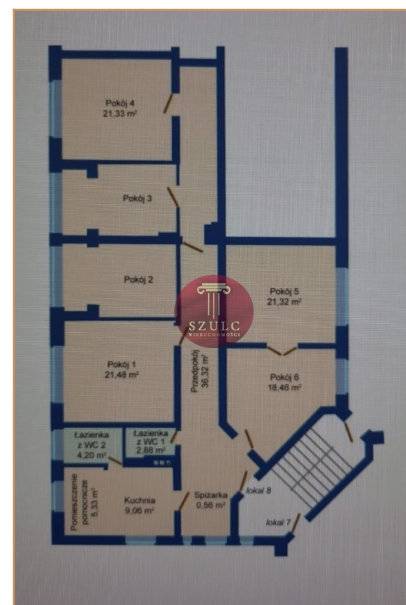 Pokój 4
21,33 m²
Pokój 3
Pokój 2
SZULC
NIERUCHOMOŚCI
Pokój 5
21,32 m²
Pokój 1
21,48 m²
Przedpokój
36,32 m²
Pokój 6
18,46 m²
Łazienka
z WC 2
4,20 m²
Łazienka
z WC 1
2,88 m²
Pomieszczenie
pomocnicze
5,33 m²
Kuchnia
9,06 m²
Spiżarka
0,56 m²
lokal 8
lokal 7